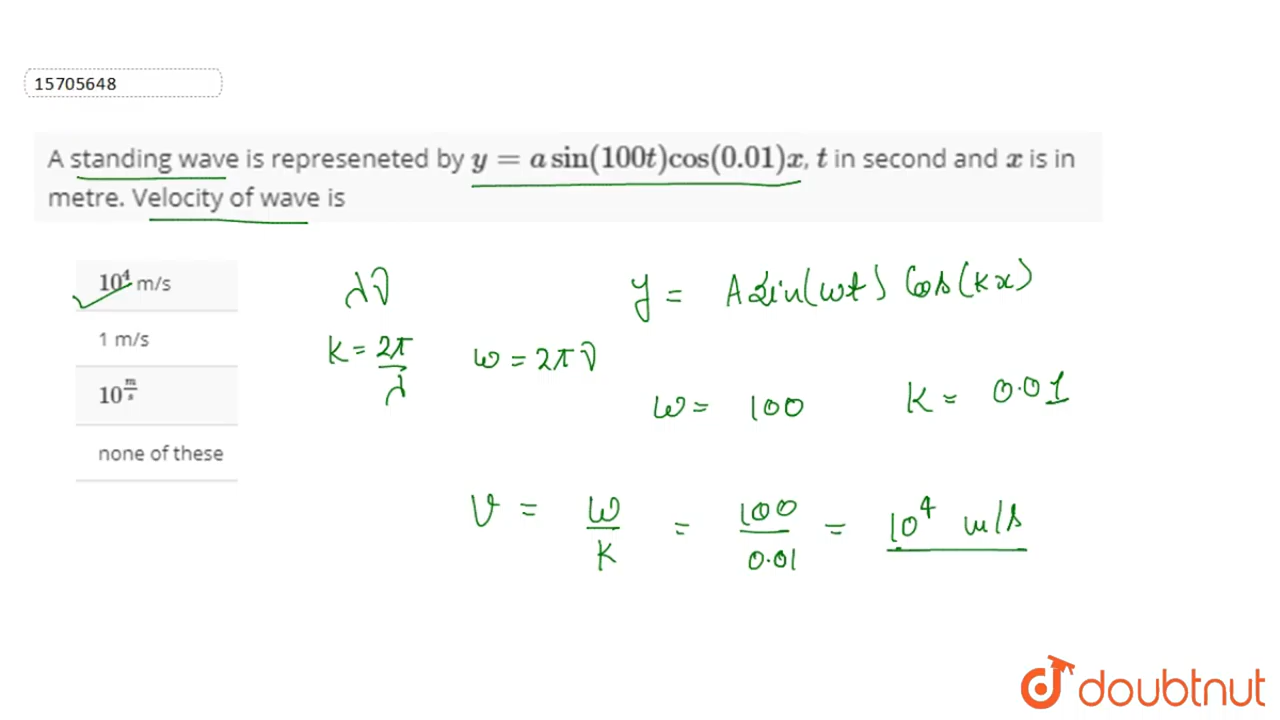 15705648
A standing wave is represeneted by y = a sin(100t)cos(0.01)x, t in second and x is in
metre. Velocity of wave is
10⁴ m/s
1 m/s
10 m/s
none of these
λν
y = A sin(ωt) Cos(Kx)
K = 2π/λ
ω = 2πν
ω = 100
K = 0.01
V = ω/K = 100/0.01 = 10⁴ m/s
doubtnut